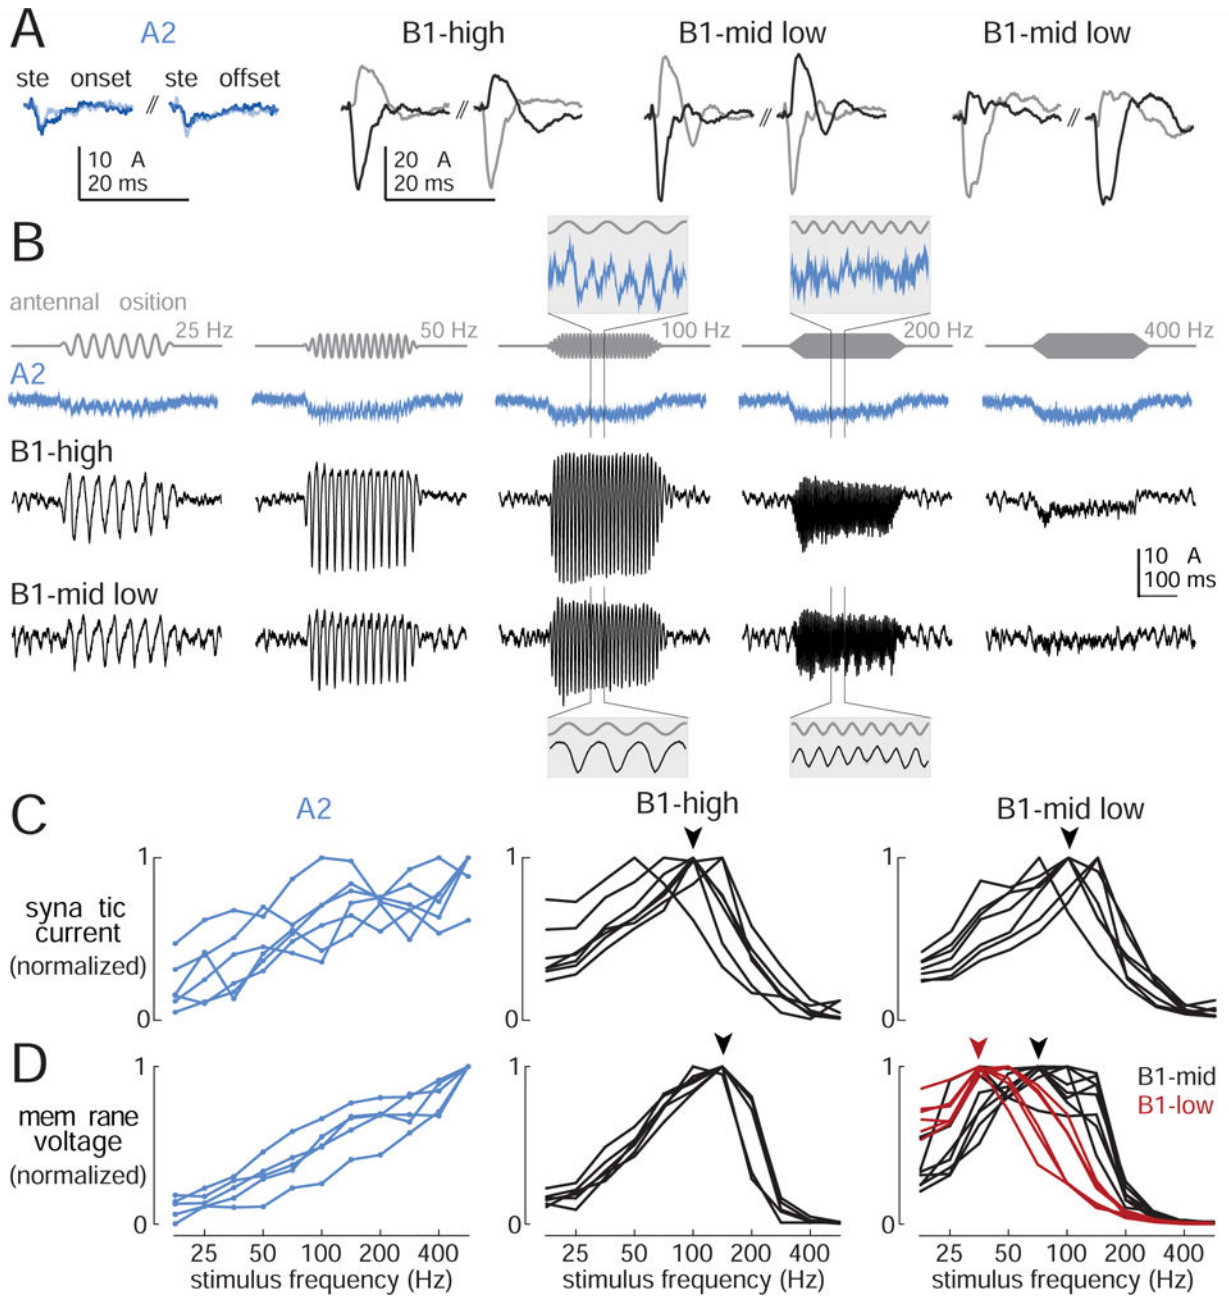 A
A2
B1-high
B1-mid low
B1-mid low
ste onset // ste offset
//
//
//
10 A
20 ms
20 A
20 ms
B
antennal osition
25 Hz
50 Hz
100 Hz
200 Hz
400 Hz
A2
B1-high
10 A
100 ms
B1-mid low
C
A2
B1-high
B1-mid low
1
1
1
syna tic
current
(normalized)
0
0
0
D
1
1
1
B1-mid
B1-low
mem rane
voltage
(normalized)
0
0
0
25 50 100 200 400
25 50 100 200 400
25 50 100 200 400
stimulus frequency (Hz)
stimulus frequency (Hz)
stimulus frequency (Hz)